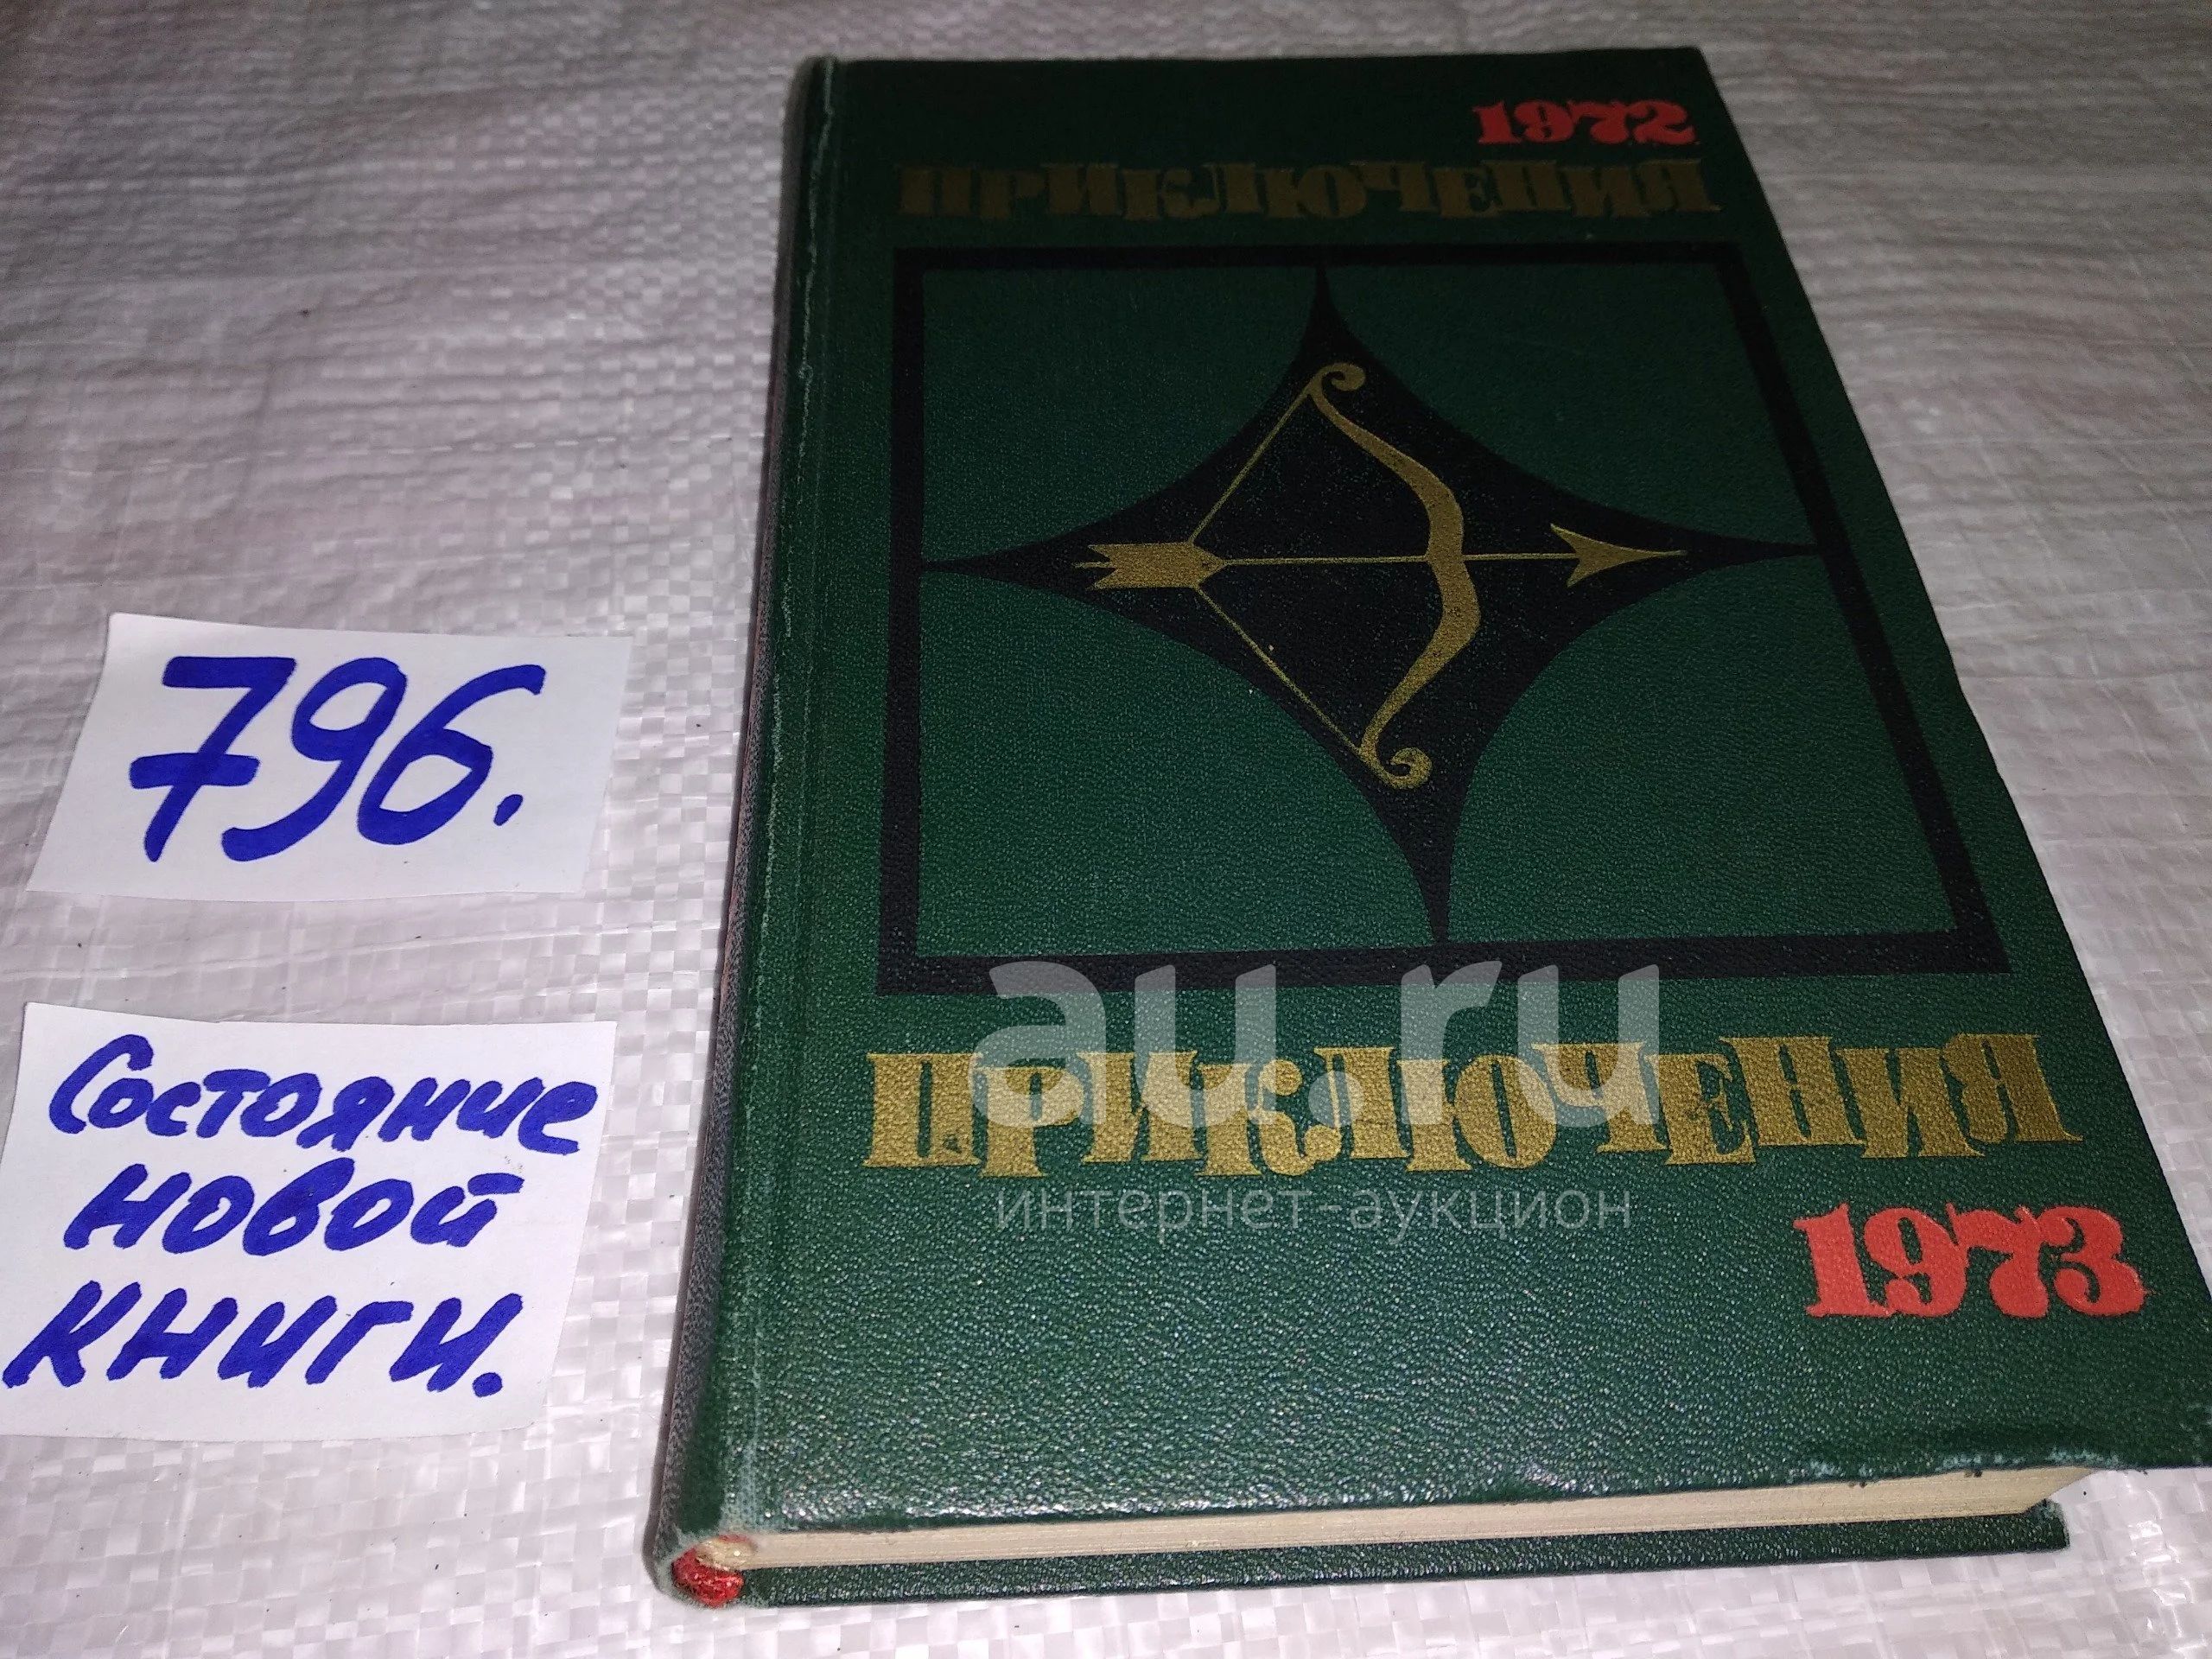 1972
ПРИКЛЮЧЕНИЯ
796.
Состояние
новой
книги.
au.ru
ПРИКЛЮЧЕНИЯ
интернет-аукцион
1973